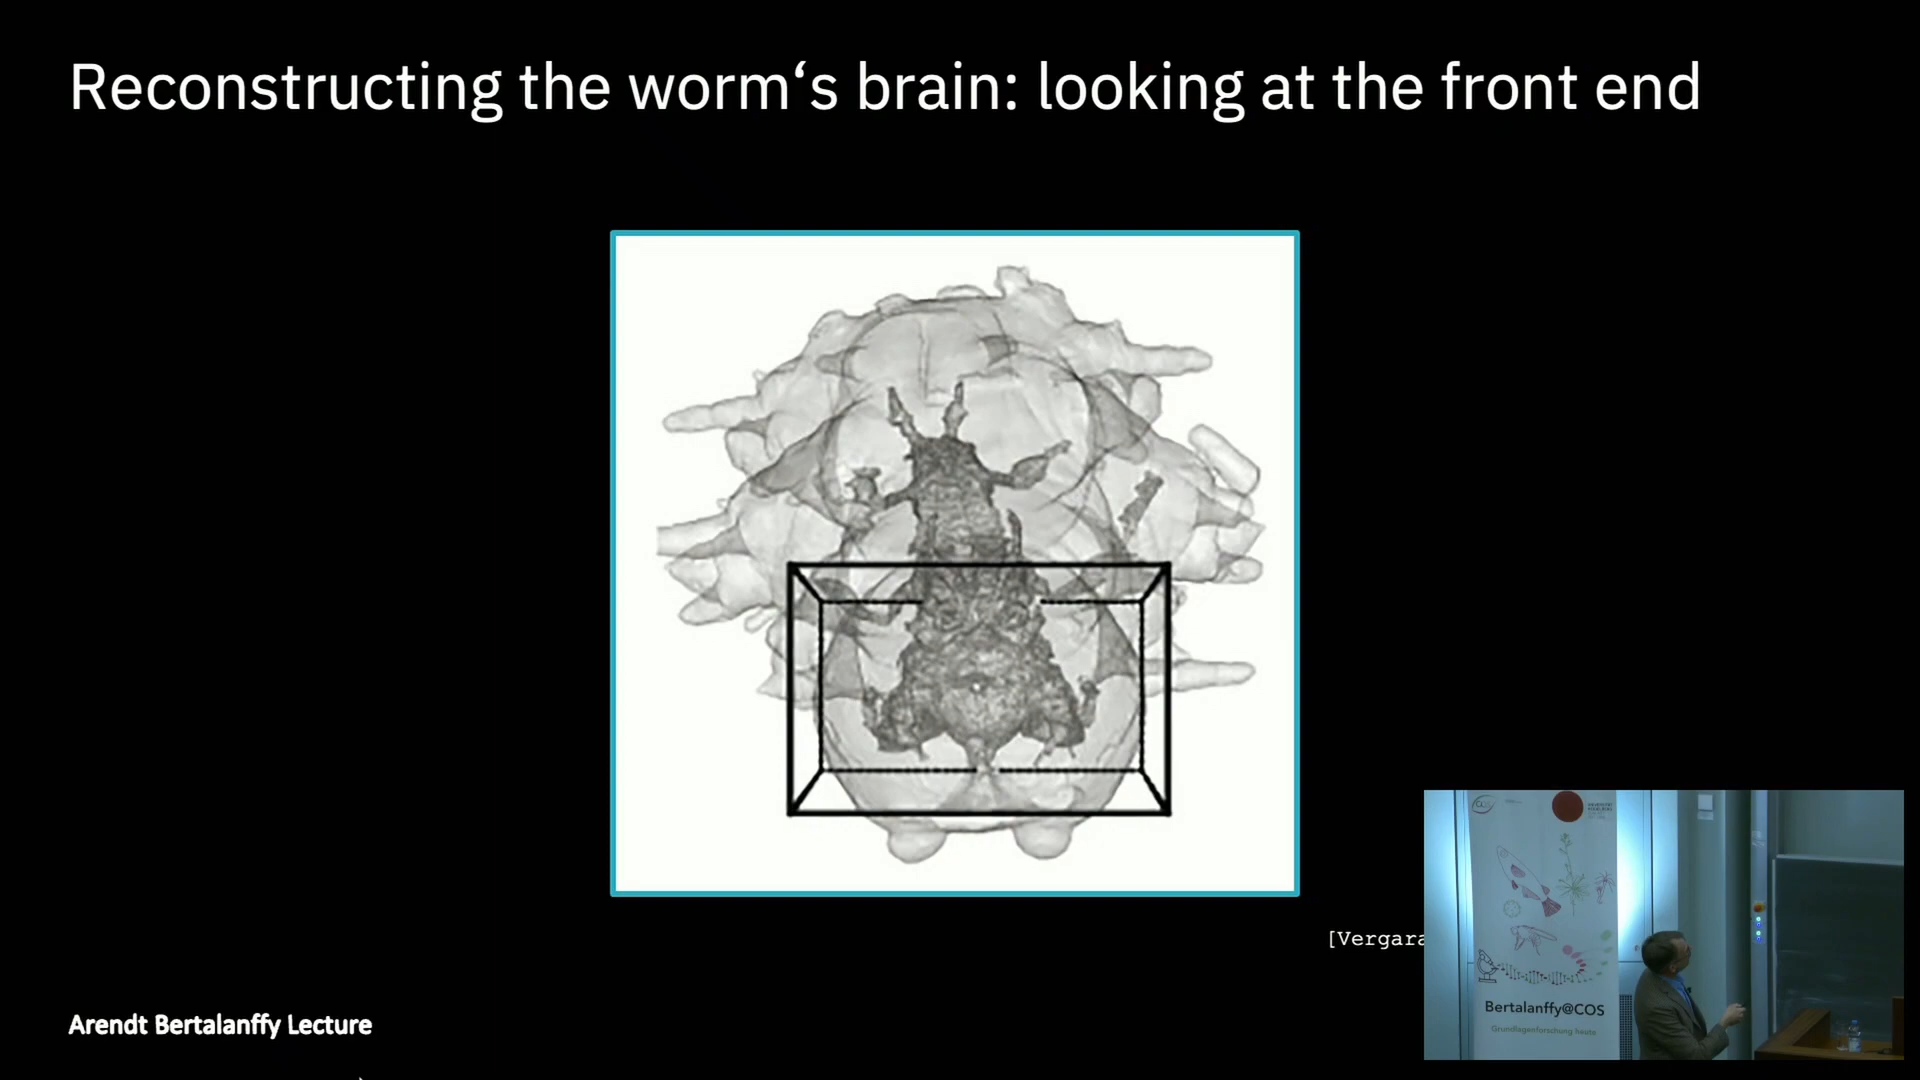 Reconstructing the worm‘s brain: looking at the front end
[Vergara
Arendt Bertalanffy Lecture
Bertalanffy@COS
Grundlagenforschung heute